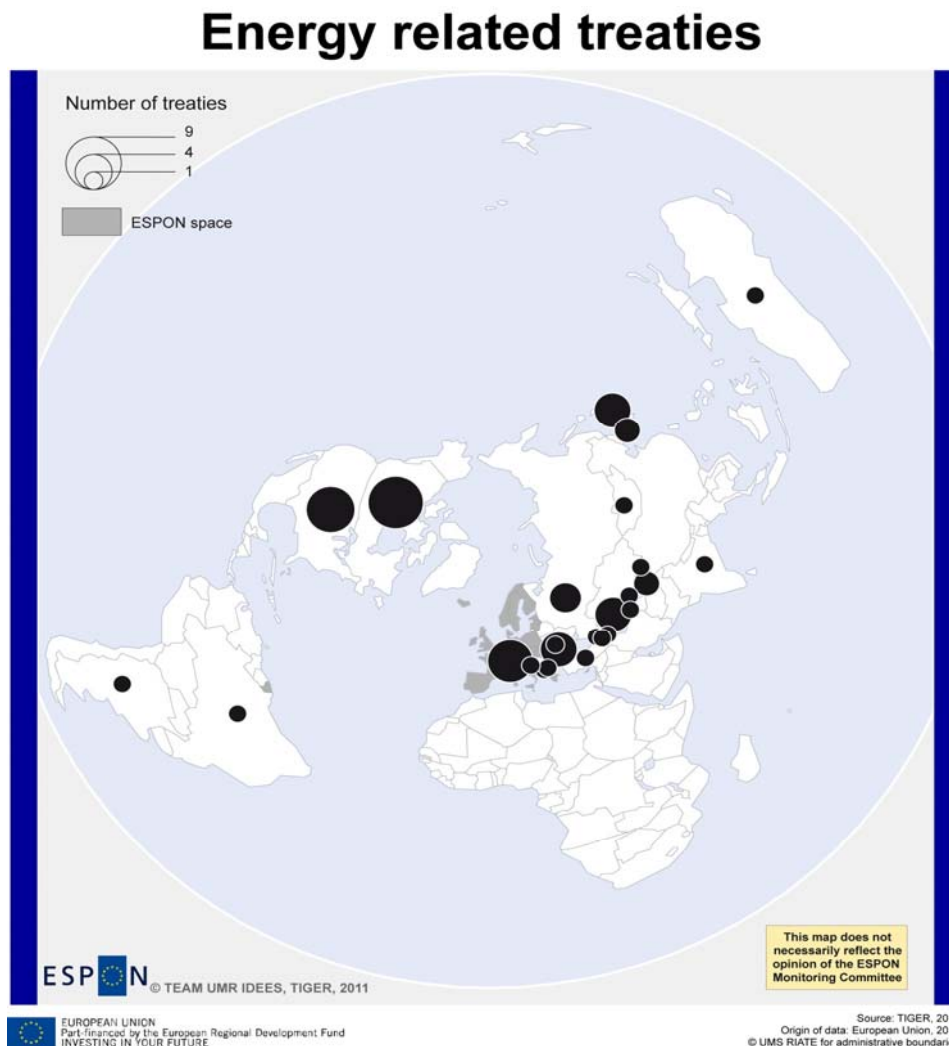 Energy related treaties
Number of treaties
9
4
1
ESPON space
This map does not
necessarily reflect the
opinion of the ESPON
Monitoring Committee
ESPON
© TEAM UMR IDEES, TIGER, 2011
EUROPEAN UNION
Part-financed by the European Regional Development Fund
INVESTING IN YOUR FUTURE
Source: TIGER, 20
Origin of data: European Union, 20
© UMS RIATE for administrative boundar